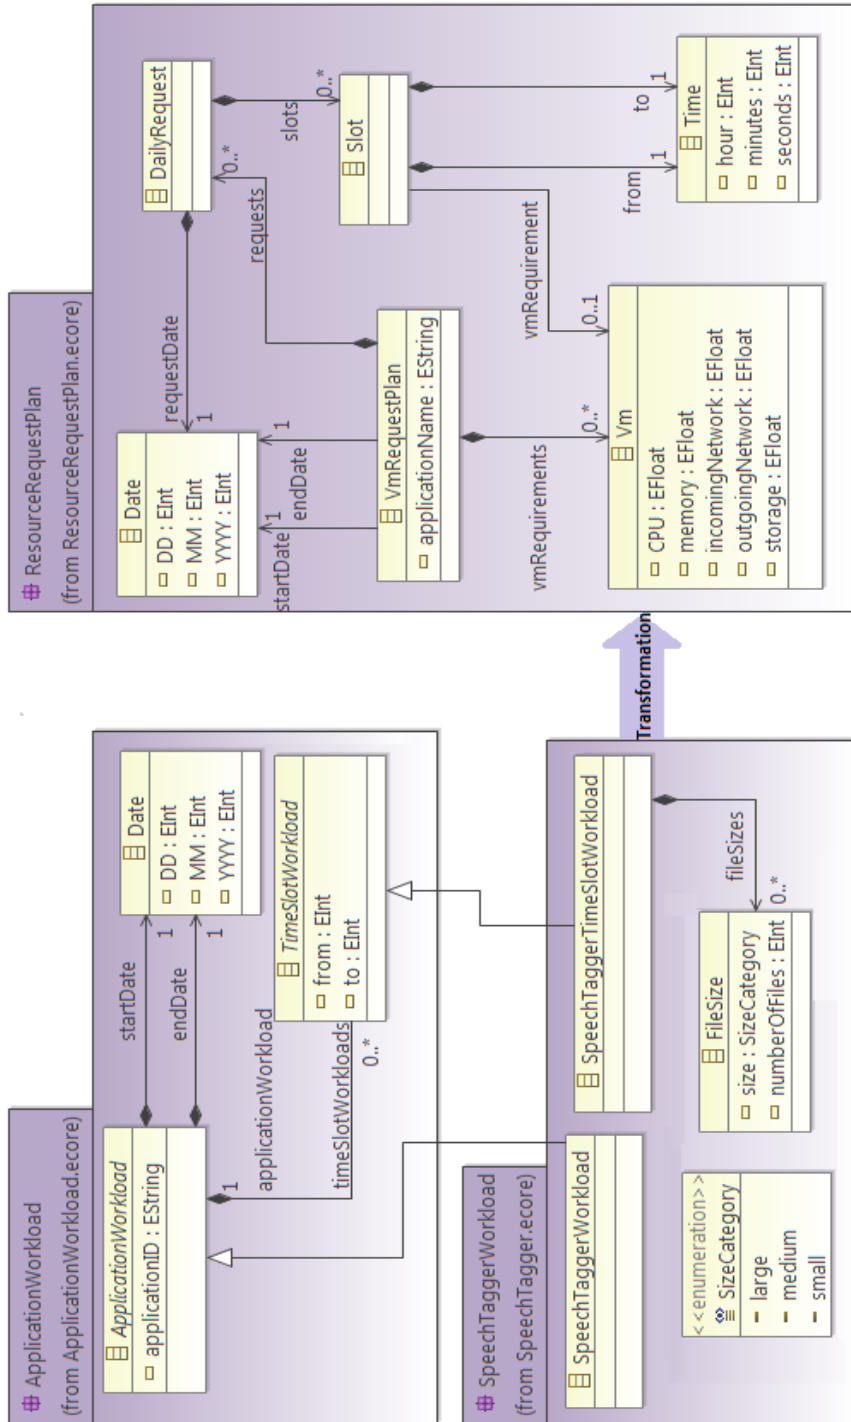 ApplicationWorkload
(from ApplicationWorkload.ecore)
ApplicationWorkload
applicationID : EString
startDate
1
endDate
1
Date
DD : EInt
MM : EInt
YYYY : EInt
1
applicationWorkload
timeSlotWorkloads
0..*
TimeSlotWorkload
from : EInt
to : EInt
SpeechTaggerWorkload
(from SpeechTagger.ecore)
SpeechTaggerWorkload
SpeechTaggerTimeSlotWorkload
fileSizes
0..*
FileSize
size : SizeCategory
numberOfFiles : EInt
<<enumeration>>
SizeCategory
large
medium
small
Transformation
ResourceRequestPlan
(from ResourceRequestPlan.ecore)
Date
DD : EInt
MM : EInt
YYYY : EInt
requestDate
1
DailyRequest
0..*
requests
slots
0..*
startDate
1
endDate
1
VmRequestPlan
applicationName : EString
Slot
vmRequirements
0..*
vmRequirement
0..1
from
1
to
1
Vm
CPU : EFloat
memory : EFloat
incomingNetwork : EFloat
outgoingNetwork : EFloat
storage : EFloat
Time
hour : EInt
minutes : EInt
seconds : EInt